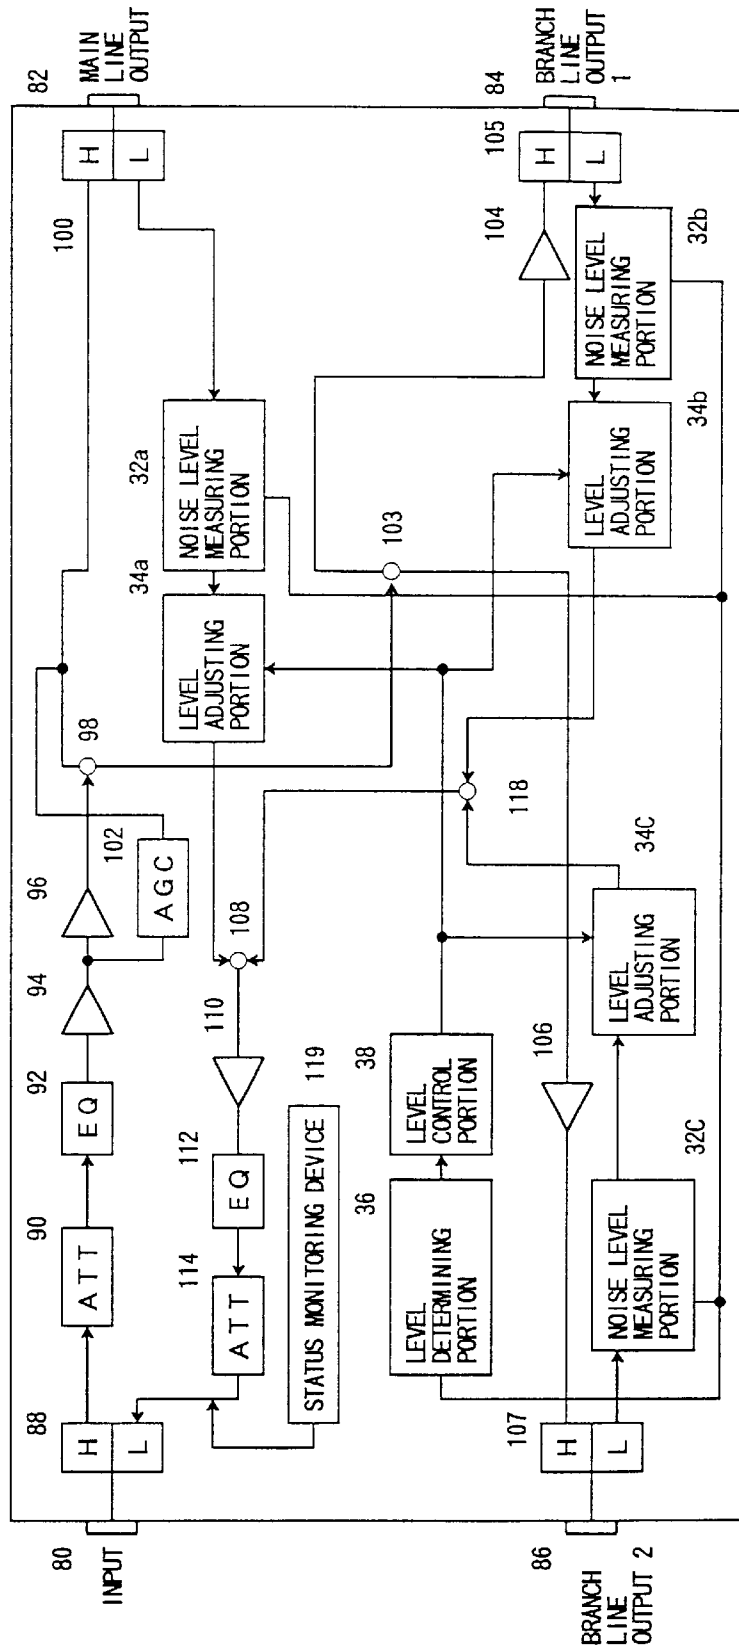 80
INPUT
88
H
L
90
ATT
92
EQ
94
96
102
AGC
98
100
82
MAIN
LINE
OUTPUT
H
L
114
ATT
112
EQ
110
108
34a
LEVEL
ADJUSTING
PORTION
32a
NOISE LEVEL
MEASURING
PORTION
119
STATUS MONITORING DEVICE
36
LEVEL
DETERMINING
PORTION
38
LEVEL
CONTROL
PORTION
118
103
104
105
H
L
84
BRANCH
LINE
OUTPUT
1
86
BRANCH
LINE
OUTPUT 2
107
H
L
106
32C
NOISE LEVEL
MEASURING
PORTION
34C
LEVEL
ADJUSTING
PORTION
34b
LEVEL
ADJUSTING
PORTION
32b
NOISE LEVEL
MEASURING
PORTION